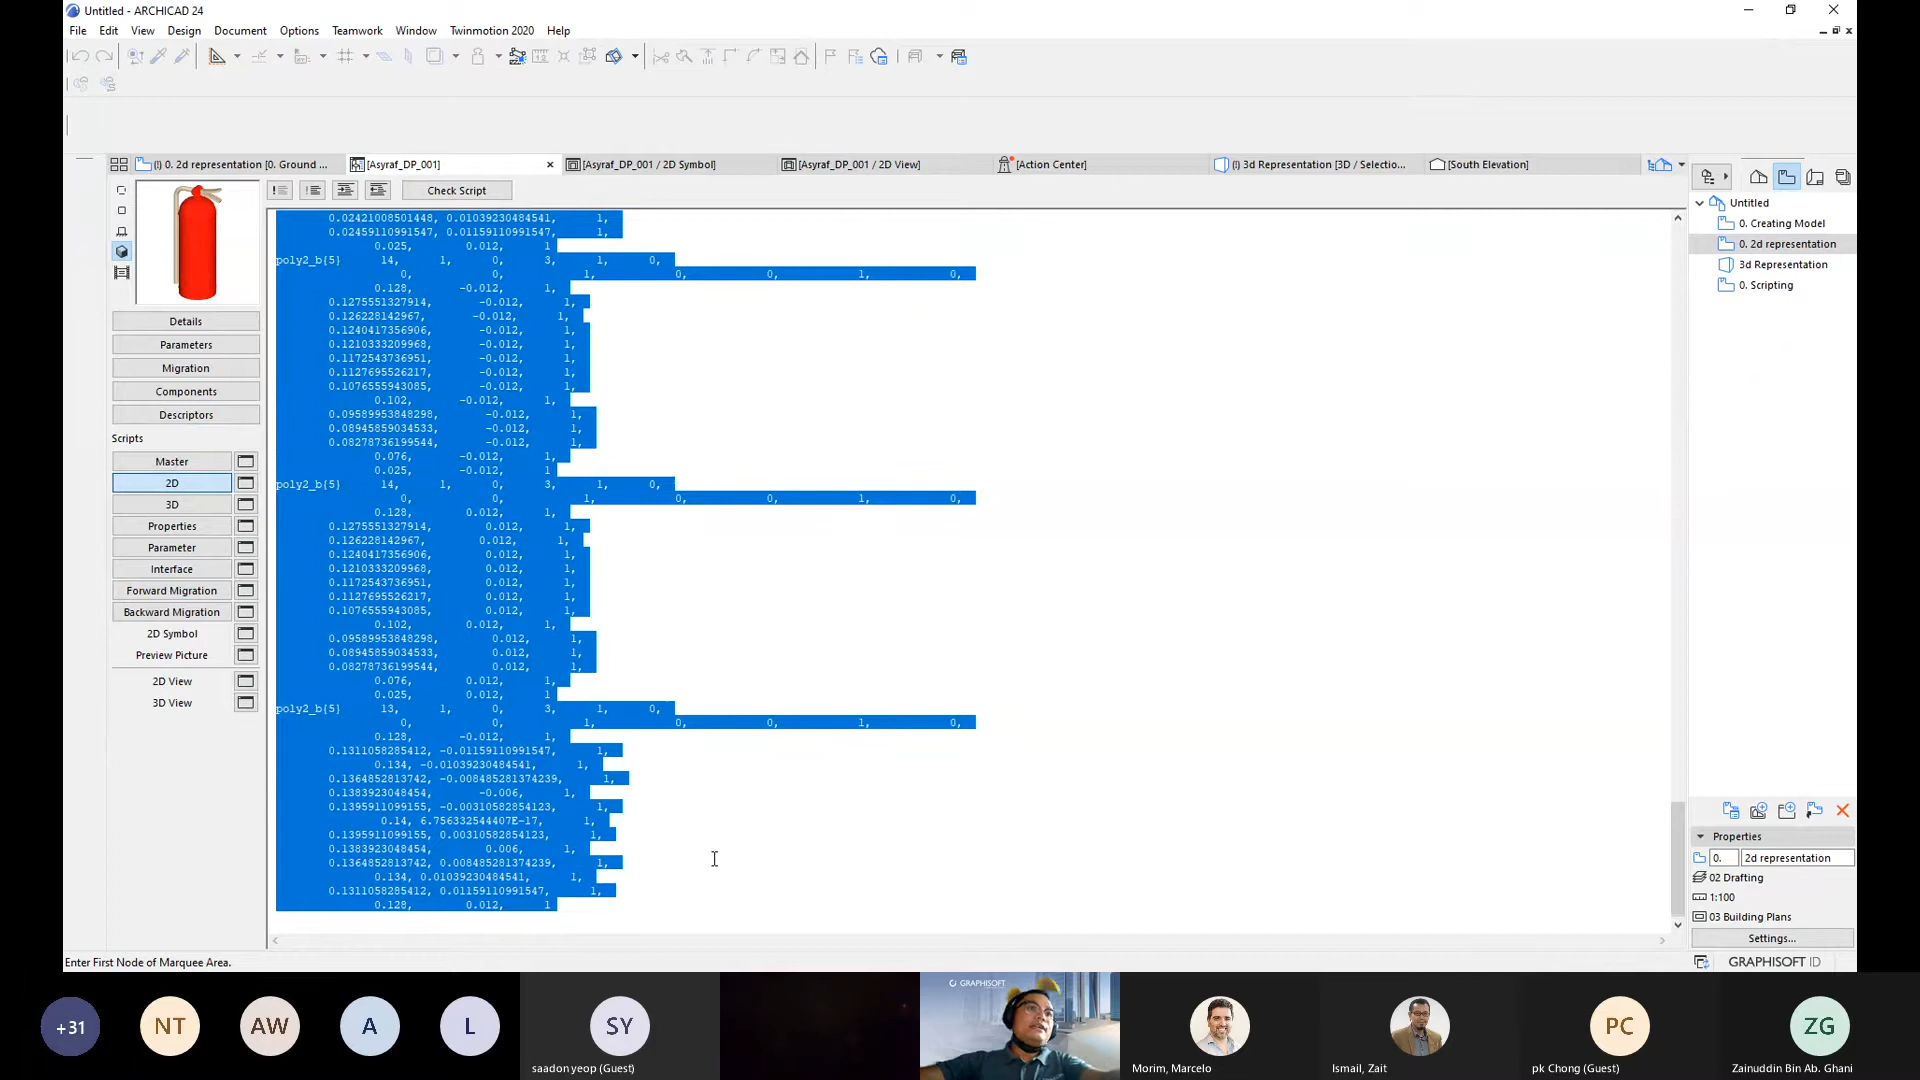 Untitled - ARCHICAD 24
File Edit View Design Document Options Teamwork Window Twinmotion 2020 Help
(!) 0. 2d representation [0. Ground ...
[Asyraf_DP_001]
[Asyraf_DP_001 / 2D Symbol]
[Asyraf_DP_001 / 2D View]
[Action Center]
(!) 3d Representation [3D / Selectio...
[South Elevation]
Check Script
Details
Parameters
Migration
Components
Descriptors
Scripts
Master
2D
3D
Properties
Parameter
Interface
Forward Migration
Backward Migration
2D Symbol
Preview Picture
2D View
3D View
0.02421008501448, 0.01039230484541, 1,
0.02459110991547, 0.01159110991547, 1,
0.025, 0.012, 1
poly2_b{5} 14, 1, 0, 3, 1, 0,
0, 0, 1, 0, 0, 1, 0,
0.128, -0.012, 1,
0.1275551327914, -0.012, 1,
0.126228142967, -0.012, 1,
0.1240417356906, -0.012, 1,
0.1210333209968, -0.012, 1,
0.1172543736951, -0.012, 1,
0.1127695526217, -0.012, 1,
0.1076555943085, -0.012, 1,
0.102, -0.012, 1,
0.09589953848298, -0.012, 1,
0.08945859034533, -0.012, 1,
0.08278736199544, -0.012, 1,
0.076, -0.012, 1,
0.025, -0.012, 1
poly2_b{5} 14, 1, 0, 3, 1, 0,
0, 0, 1, 0, 0, 1, 0,
0.128, 0.012, 1,
0.1275551327914, 0.012, 1,
0.126228142967, 0.012, 1,
0.1240417356906, 0.012, 1,
0.1210333209968, 0.012, 1,
0.1172543736951, 0.012, 1,
0.1127695526217, 0.012, 1,
0.1076555943085, 0.012, 1,
0.102, 0.012, 1,
0.09589953848298, 0.012, 1,
0.08945859034533, 0.012, 1,
0.08278736199544, 0.012, 1,
0.076, 0.012, 1,
0.025, 0.012, 1
poly2_b{5} 13, 1, 0, 3, 1, 0,
0, 0, 1, 0, 0, 1, 0,
0.128, -0.012, 1,
0.1311058285412, -0.01159110991547, 1,
0.134, -0.01039230484541, 1,
0.1364852813742, -0.008485281374239, 1,
0.1383923048454, -0.006, 1,
0.1395911099155, -0.00310582854123, 1,
0.14, 6.756332544407E-17, 1,
0.1395911099155, 0.00310582854123, 1,
0.1383923048454, 0.006, 1,
0.1364852813742, 0.008485281374239, 1,
0.134, 0.01039230484541, 1,
0.1311058285412, 0.01159110991547, 1,
0.128, 0.012, 1
Untitled
0. Creating Model
0. 2d representation
3d Representation
0. Scripting
Properties
0. 2d representation
02 Drafting
1:100
03 Building Plans
Settings...
GRAPHISOFT ID
Enter First Node of Marquee Area.
+31
NT
AW
A
L
SY
saadon yeop (Guest)
GRAPHISOFT
Morim, Marcelo
Ismail, Zait
PC
pk Chong (Guest)
ZG
Zainuddin Bin Ab. Ghani